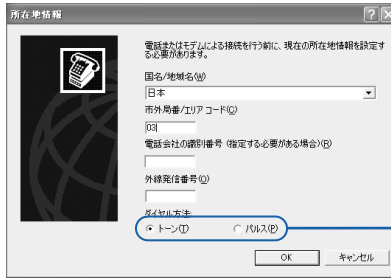 所在地情報
電話またはモデムによる接続を行う前に、現在の所在地情報を設定す
る必要があります。
国名/地域名(W)
日本
市外局番/エリア コード(C)
03
電話会社の識別番号 (指定する必要がある場合)(R)
外線発信番号(O)
ダイヤル方法:
トーン(T)
パルス(P)
OK
キャンセル